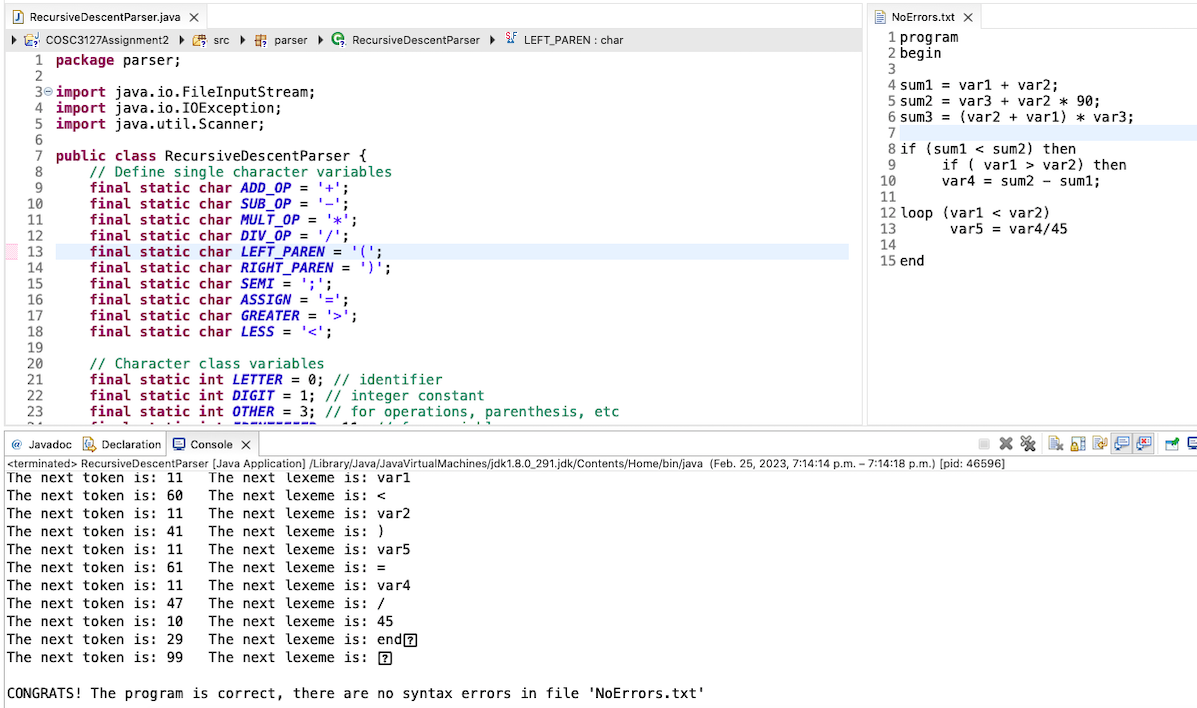 RecursiveDescentParser.java
COSC3127Assignment2 src parser RecursiveDescentParser LEFT_PAREN : char
1 package parser;
2
3 import java.io.FileInputStream;
4 import java.io.IOException;
5 import java.util.Scanner;
6
7 public class RecursiveDescentParser {
8 // Define single character variables
9 final static char ADD_OP = '+';
10 final static char SUB_OP = '-';
11 final static char MULT_OP = '*';
12 final static char DIV_OP = '/';
13 final static char LEFT_PAREN = '(';
14 final static char RIGHT_PAREN = ')';
15 final static char SEMI = ';';
16 final static char ASSIGN = '=';
17 final static char GREATER = '>';
18 final static char LESS = '<';
19
20 // Character class variables
21 final static int LETTER = 0; // identifier
22 final static int DIGIT = 1; // integer constant
23 final static int OTHER = 3; // for operations, parenthesis, etc
NoErrors.txt
1 program
2 begin
3
4 sum1 = var1 + var2;
5 sum2 = var3 + var2 * 90;
6 sum3 = (var2 + var1) * var3;
7
8 if (sum1 < sum2) then
9 if ( var1 > var2) then
10 var4 = sum2 - sum1;
11
12 loop (var1 < var2)
13 var5 = var4/45
14
15 end
@ Javadoc Declaration Console
<terminated> RecursiveDescentParser [Java Application] /Library/Java/JavaVirtualMachines/jdk1.8.0_291.jdk/Contents/Home/bin/java (Feb. 25, 2023, 7:14:14 p.m. – 7:14:18 p.m.) [pid: 46596]
The next token is: 11 The next lexeme is: var1
The next token is: 60 The next lexeme is: <
The next token is: 11 The next lexeme is: var2
The next token is: 41 The next lexeme is: )
The next token is: 11 The next lexeme is: var5
The next token is: 61 The next lexeme is: =
The next token is: 11 The next lexeme is: var4
The next token is: 47 The next lexeme is: /
The next token is: 10 The next lexeme is: 45
The next token is: 29 The next lexeme is: end?
The next token is: 99 The next lexeme is: ?
CONGRATS! The program is correct, there are no syntax errors in file 'NoErrors.txt'